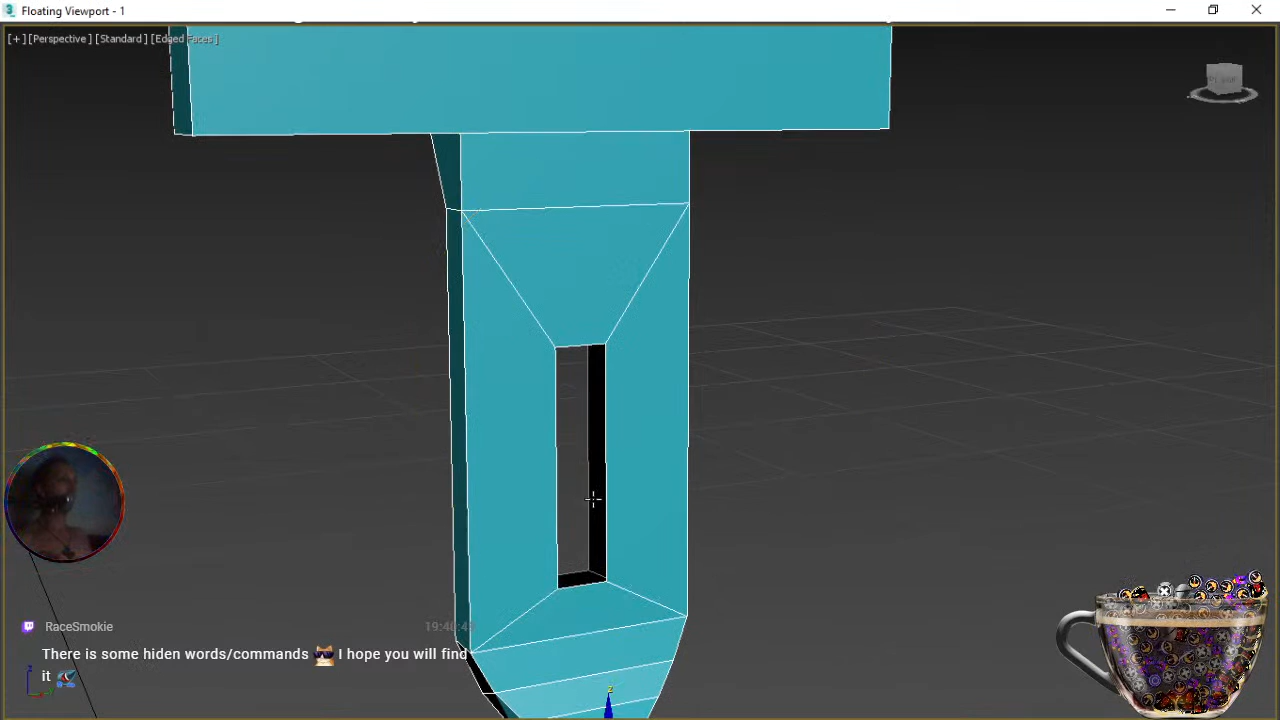 Floating Viewport - 1
[+] [Perspective] [Standard] [Edged Faces]
RaceSmokie
There is some hiden words/commands I hope you will find
it
z